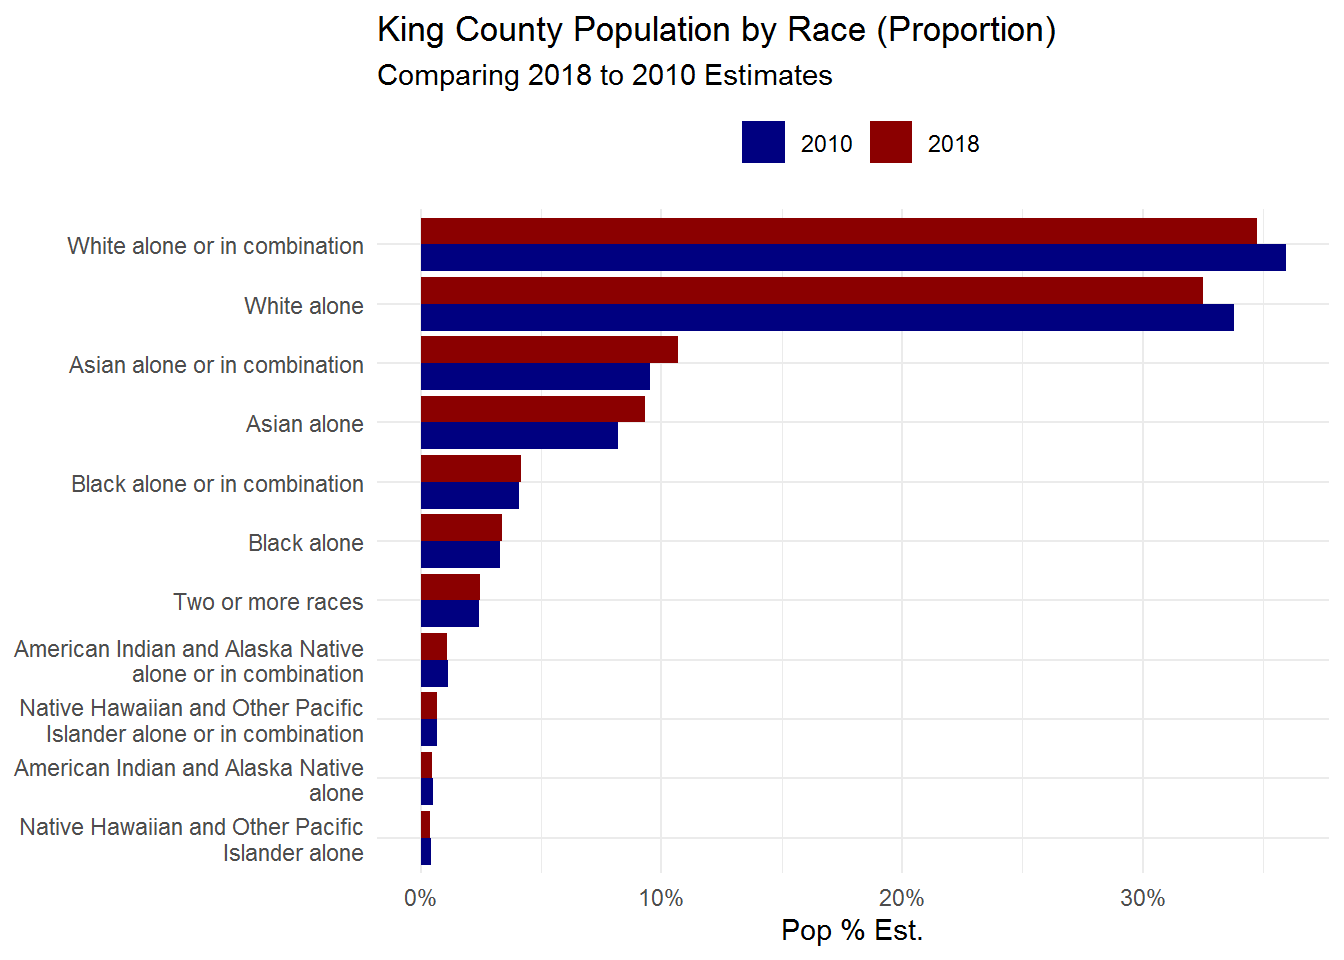 King County Population by Race (Proportion)
Comparing 2018 to 2010 Estimates
2010
2018
White alone or in combination
White alone
Asian alone or in combination
Asian alone
Black alone or in combination
Black alone
Two or more races
American Indian and Alaska Native
alone or in combination
Native Hawaiian and Other Pacific
Islander alone or in combination
American Indian and Alaska Native
alone
Native Hawaiian and Other Pacific
Islander alone
0%
10%
20%
30%
Pop % Est.